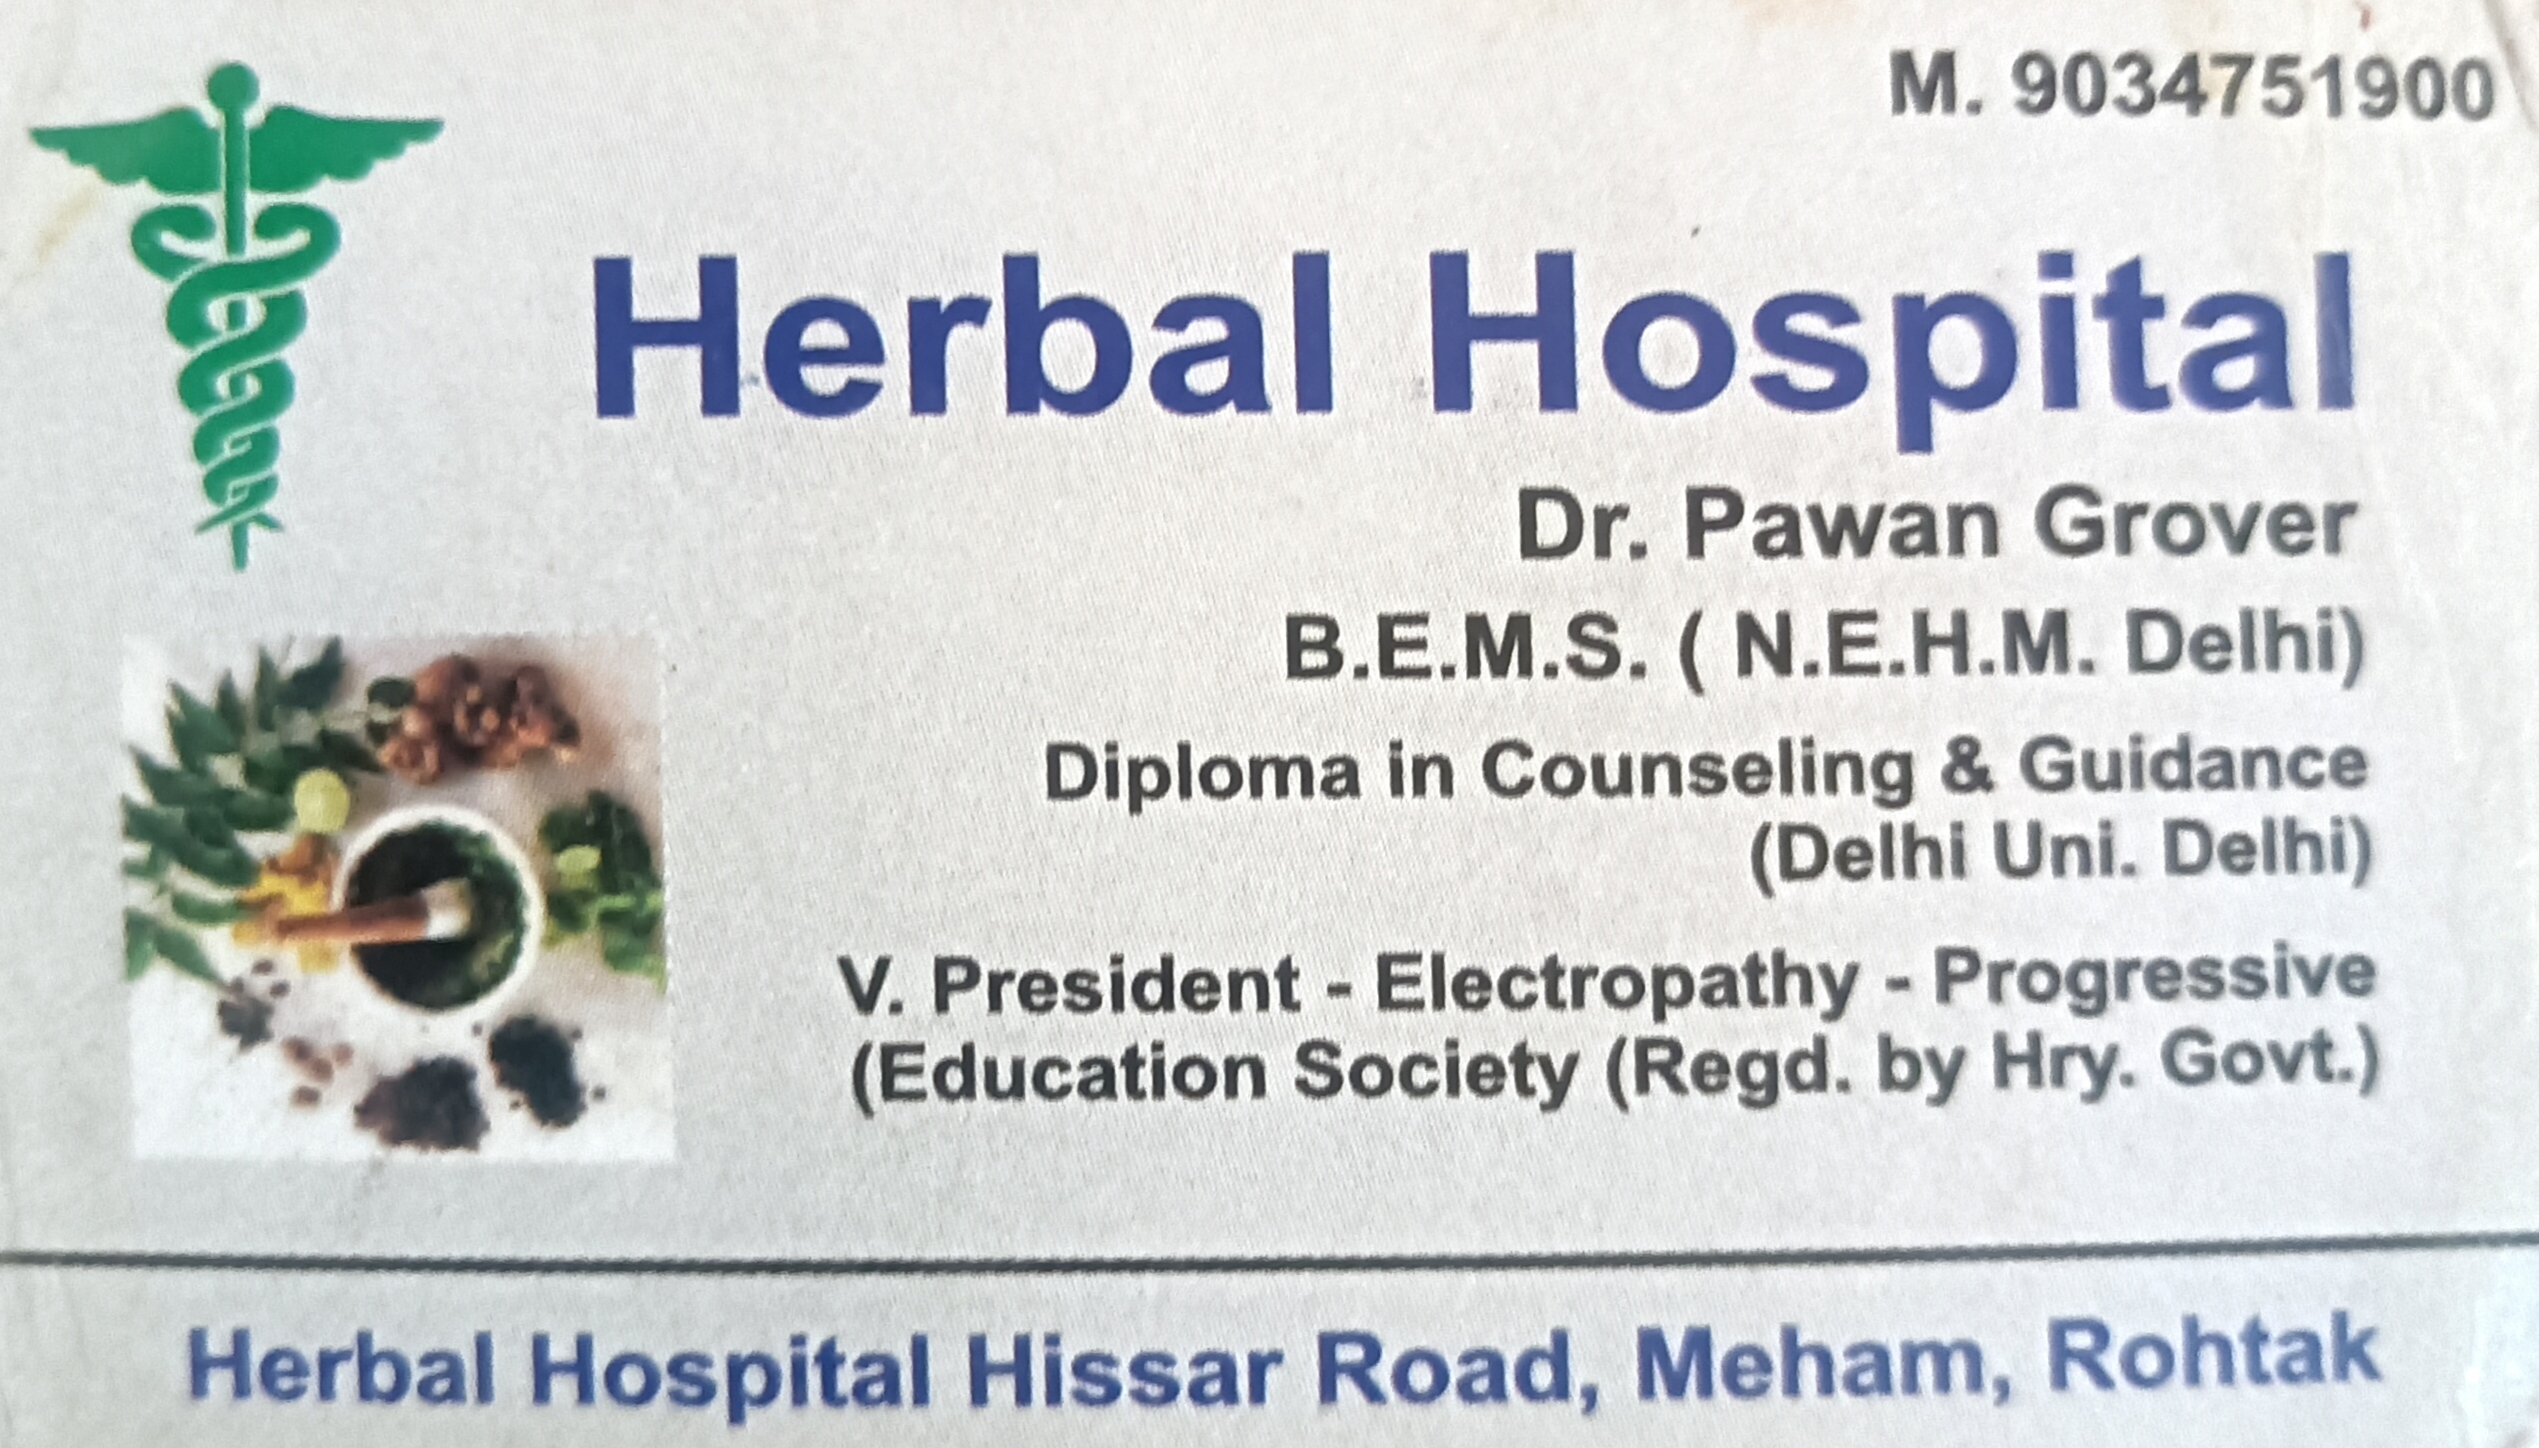 M. 9034751900
Herbal Hospital
Dr. Pawan Grover
B.E.M.S. ( N.E.H.M. Delhi)
Diploma in Counseling & Guidance
(Delhi Uni. Delhi)
V. President - Electropathy - Progressive
(Education Society (Regd. by Hry. Govt.)
Herbal Hospital Hissar Road, Meham, Rohtak